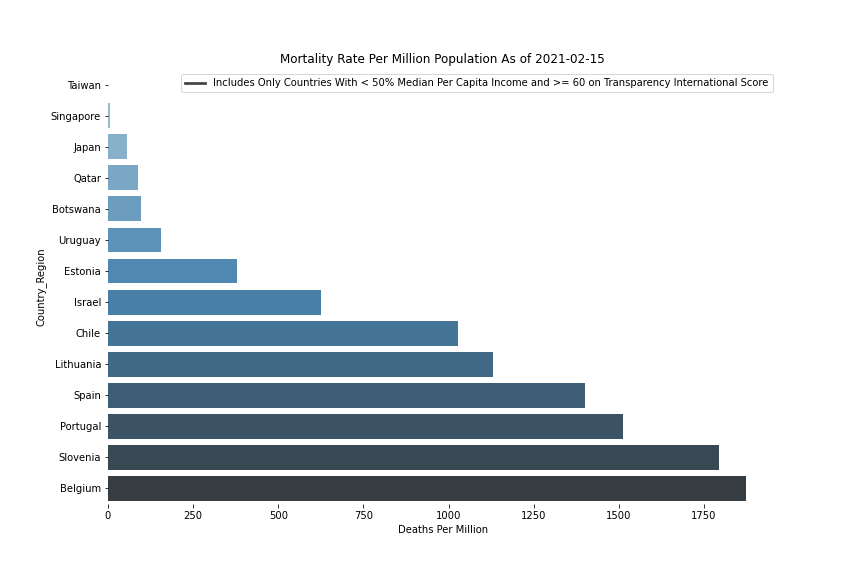 Mortality Rate Per Million Population As of 2021-02-15
Includes Only Countries With < 50% Median Per Capita Income and >= 60 on Transparency International Score
Taiwan
Singapore
Japan
Qatar
Botswana
Uruguay
Estonia
Israel
Chile
Lithuania
Spain
Portugal
Slovenia
Belgium
Country_Region
0 250 500 750 1000 1250 1500 1750
Deaths Per Million